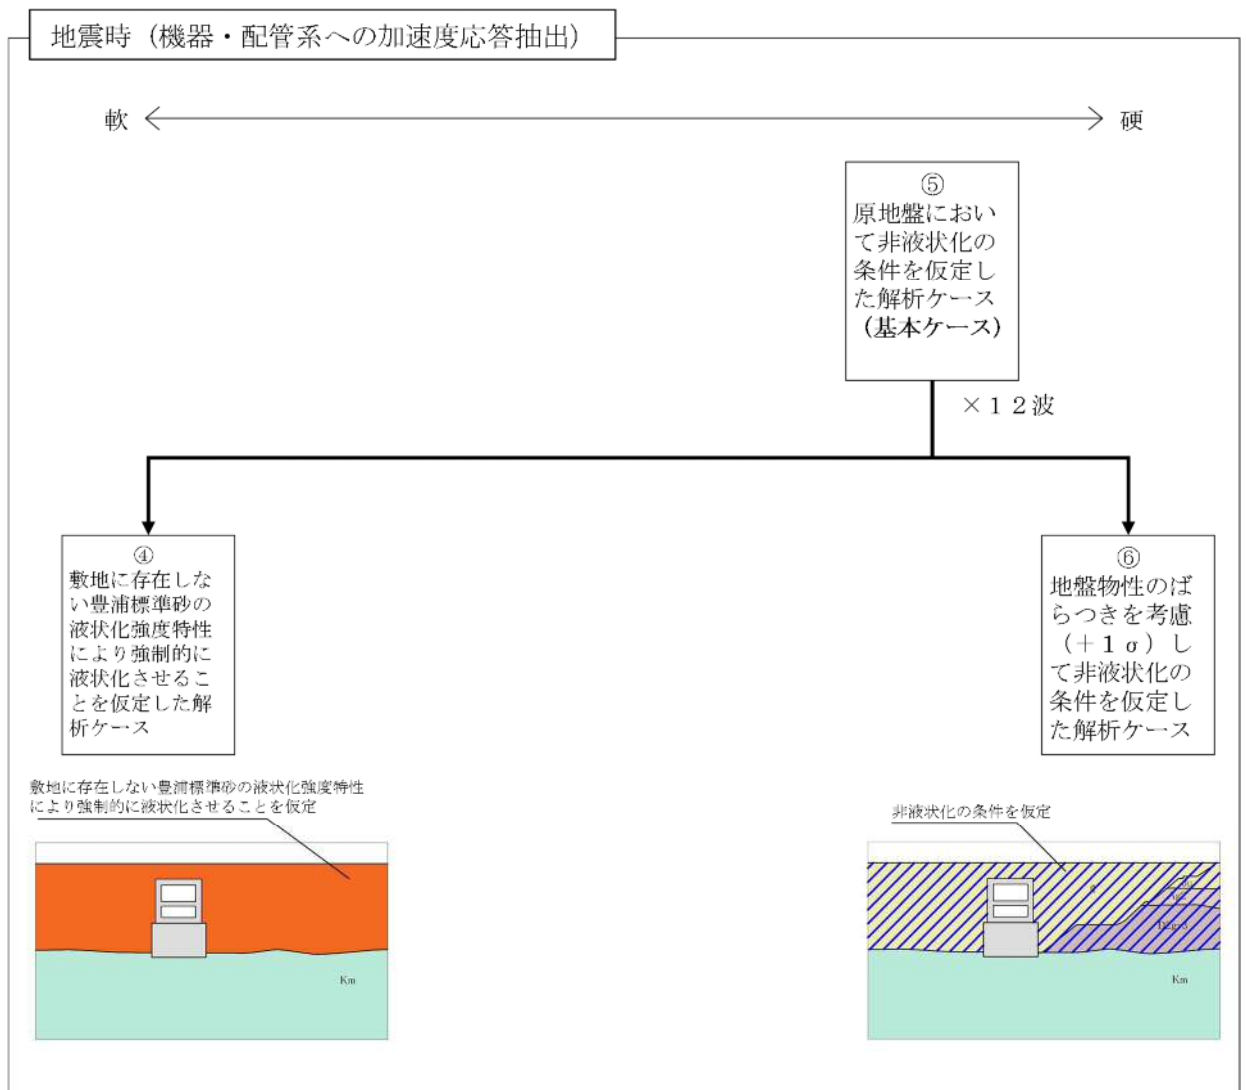 地震時（機器・配管系への加速度応答抽出）
軟
硬
⑤
原地盤におい
て非液状化の
条件を仮定し
た解析ケース
（基本ケース）
×１２波
④
敷地に存在しな
い豊浦標準砂の
液状化強度特性
により強制的に
液状化させるこ
とを仮定した解
析ケース
⑥
地盤物性のば
らつきを考慮
（＋１σ）し
て非液状化の
条件を仮定し
た解析ケース
敷地に存在しない豊浦標準砂の液状化強度特性
により強制的に液状化させることを仮定
非液状化の条件を仮定
Km
Km